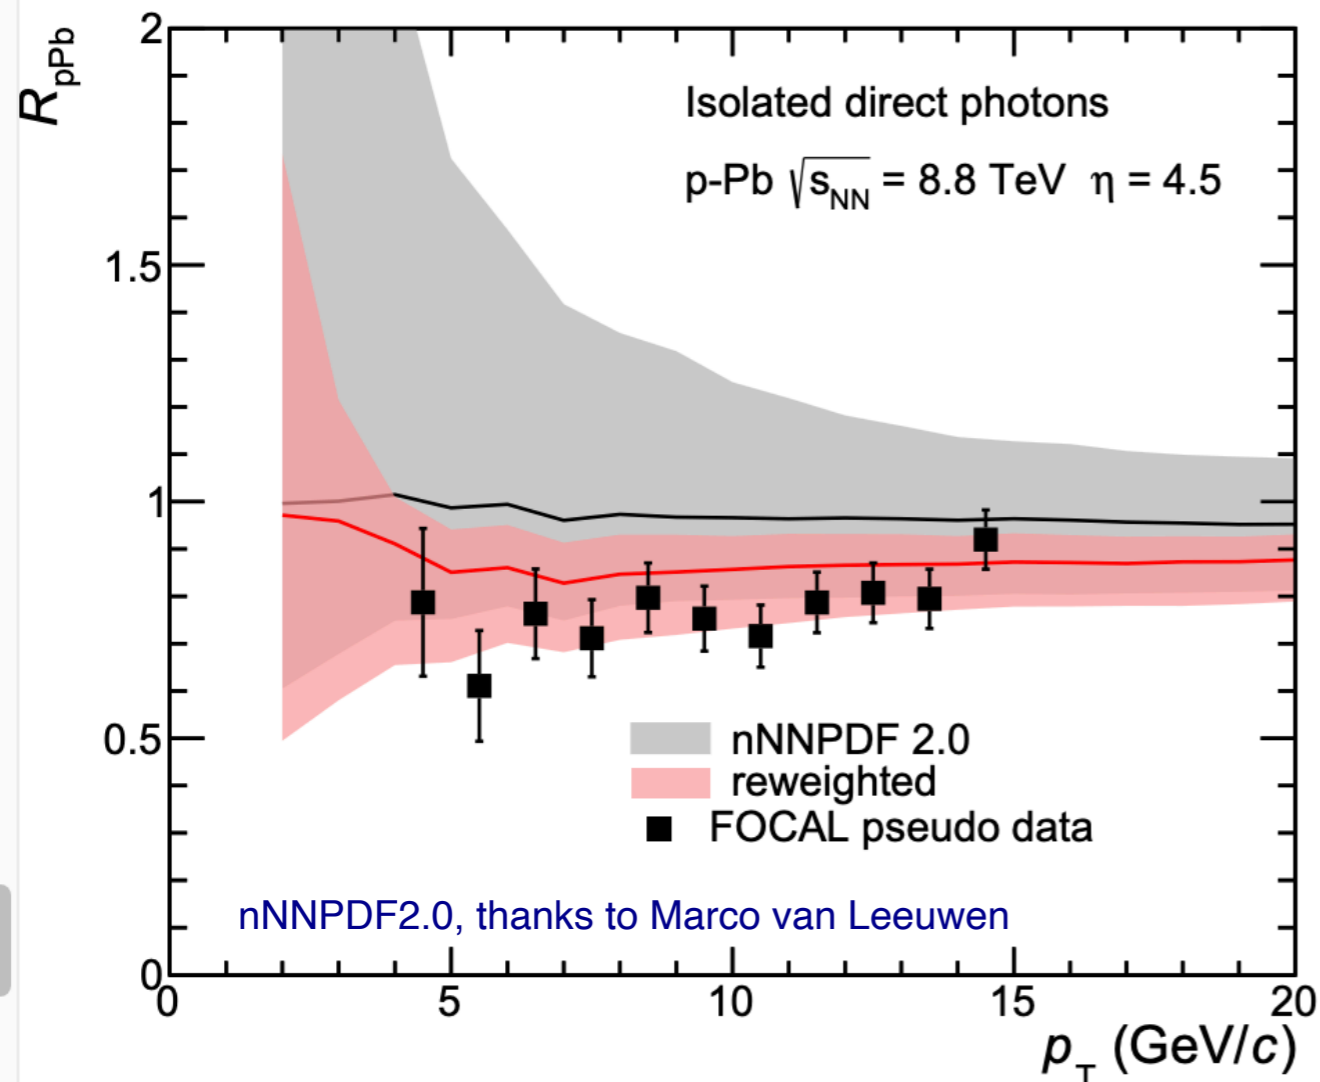 R_pPb
2
1.5
1
0.5
0
Isolated direct photons
p-Pb √s_NN = 8.8 TeV η = 4.5
nNNPDF 2.0
reweighted
FOCAL pseudo data
nNNPDF2.0, thanks to Marco van Leeuwen
0 5 10 15 20
p_T (GeV/c)